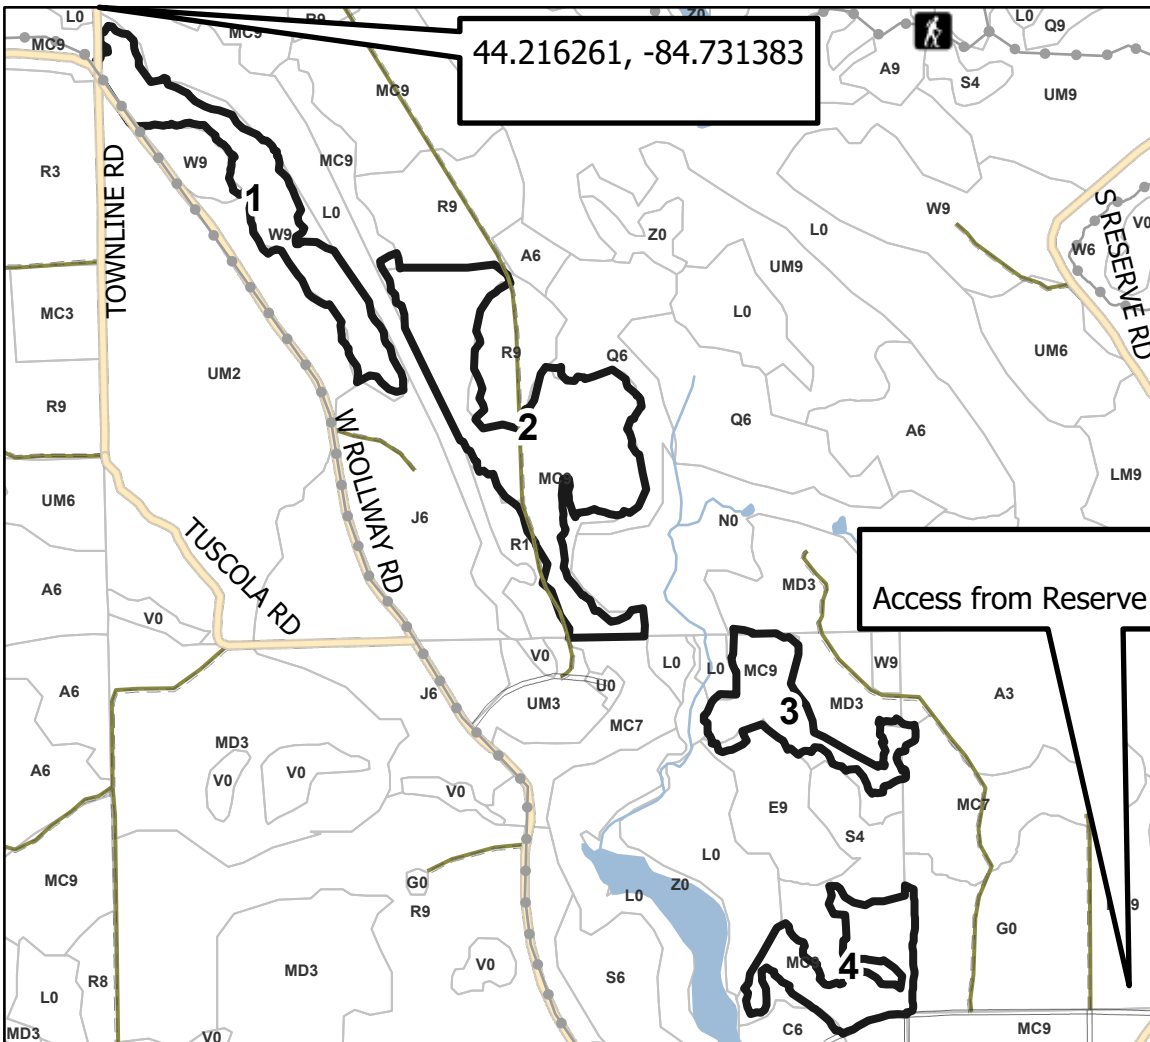 L0
R9
Z0
L0
Q9
MC9
MC9
44.216261, -84.731383
A9
S4
UM9
MC9
W9
MC9
R3
TOWNLINE RD
1
R9
L0
W9
L0
W9
Z0
S RESERVE RD
V0
W6
A6
UM9
MC3
L0
UM2
R9
Q6
UM6
R9
W ROLLWAY RD
2
Q6
A6
MC9
LM9
UM6
J6
N0
R1
TUSCOLA RD
A6
V0
MD3
Access from Reserve
V0
L0
L0
MC9
W9
A6
J6
U0
UM3
MC7
3
MD3
A3
MD3
A6
V0
V0
V0
E9
MC7
S4
L0
MC9
G0
R9
L0
Z0
9
G0
MD3
V0
S6
4
R8
L0
MD3
V0
C6
MC9